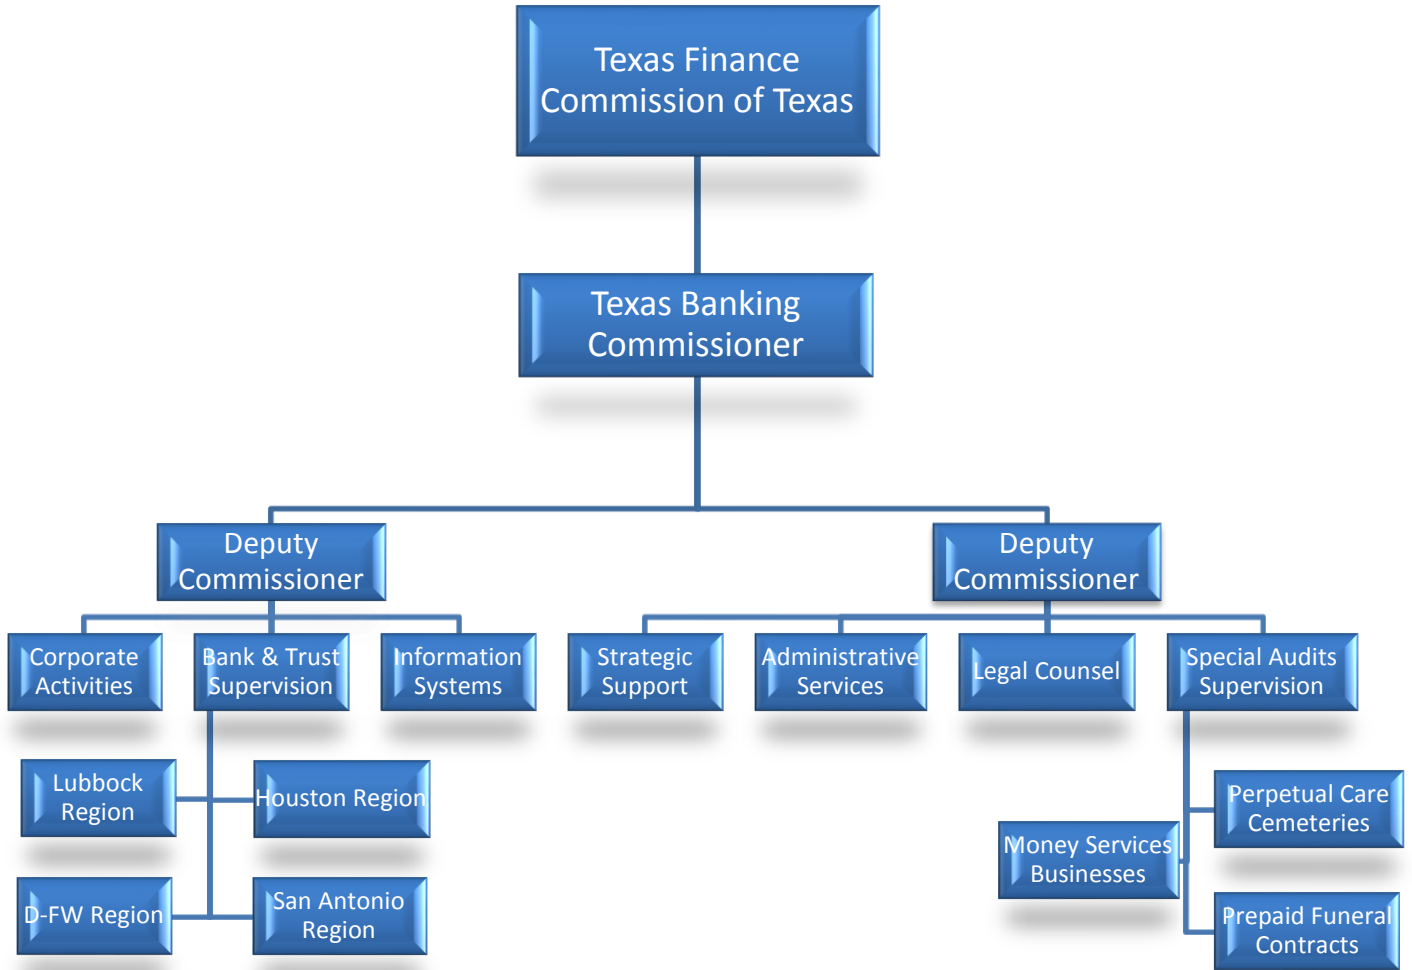 Texas Finance
Commission of Texas
Texas Banking
Commissioner
Deputy
Commissioner
Deputy
Commissioner
Corporate
Activities
Bank & Trust
Supervision
Information
Systems
Strategic
Support
Administrative
Services
Legal Counsel
Special Audits
Supervision
Lubbock
Region
Houston Region
D-FW Region
San Antonio
Region
Perpetual Care
Cemeteries
Money Services
Businesses
Prepaid Funeral
Contracts